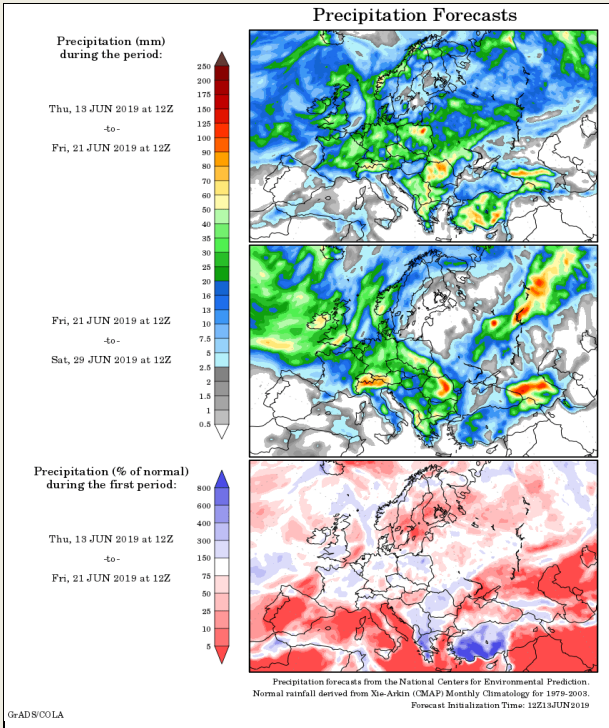 Precipitation Forecasts
Precipitation (mm)
during the period:
Thu, 13 JUN 2019 at 12Z
-to-
Fri, 21 JUN 2019 at 12Z
250
225
200
175
150
125
100
90
80
70
60
50
40
35
30
25
20
16
13
10
7.5
5
2.5
2
1.5
1
0.5
Fri, 21 JUN 2019 at 12Z
-to-
Sat, 29 JUN 2019 at 12Z
Precipitation (% of normal)
during the first period:
Thu, 13 JUN 2019 at 12Z
-to-
Fri, 21 JUN 2019 at 12Z
800
600
400
300
150
75
50
25
10
5
Precipitation forecasts from the National Centers for Environmental Prediction.
Normal rainfall derived from Xie-Arkin (CMAP) Monthly Climatology for 1979-2003.
Forecast Initialization Time: 12Z13JUN2019
GrADS/COLA